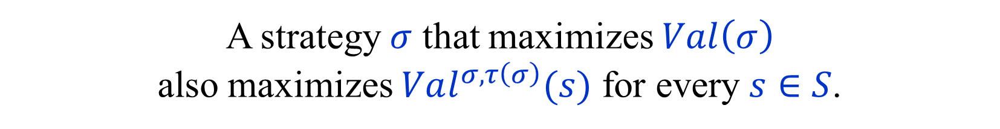 A strategy σ that maximizes Val(σ)
also maximizes Val^{σ,τ(σ)}(s) for every s ∈ S.